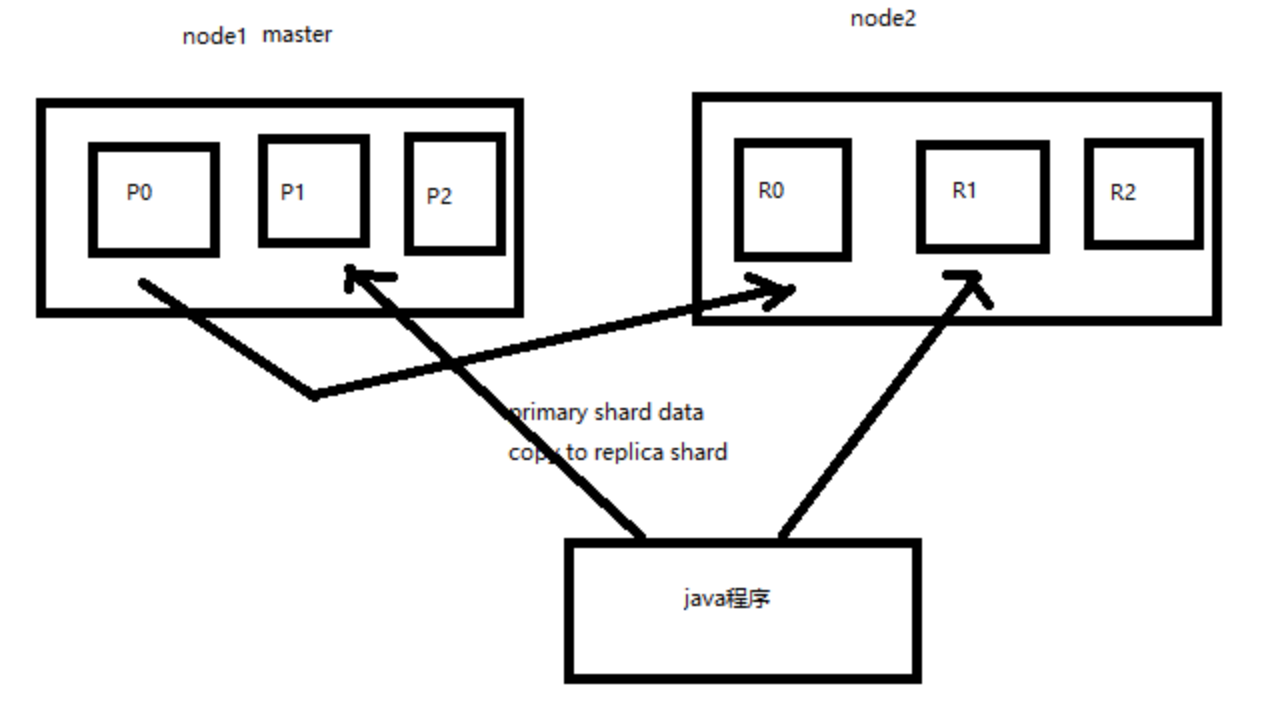 node1 master
node2
P0
P1
P2
R0
R1
R2
primary shard data
copy to replica shard
java程序